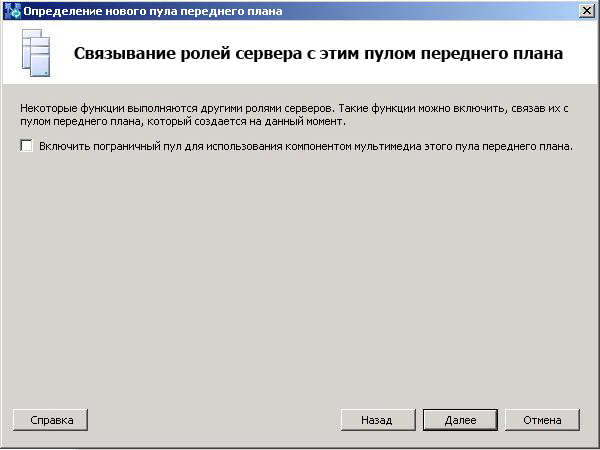 Определение нового пула переднего плана
Связывание ролей сервера с этим пулом переднего плана
Некоторые функции выполняются другими ролями серверов. Такие функции можно включить, связав их с
пулом переднего плана, который создается на данный момент.
Включить пограничный пул для использования компонентом мультимедиа этого пула переднего плана.
Справка
Назад
Далее
Отмена